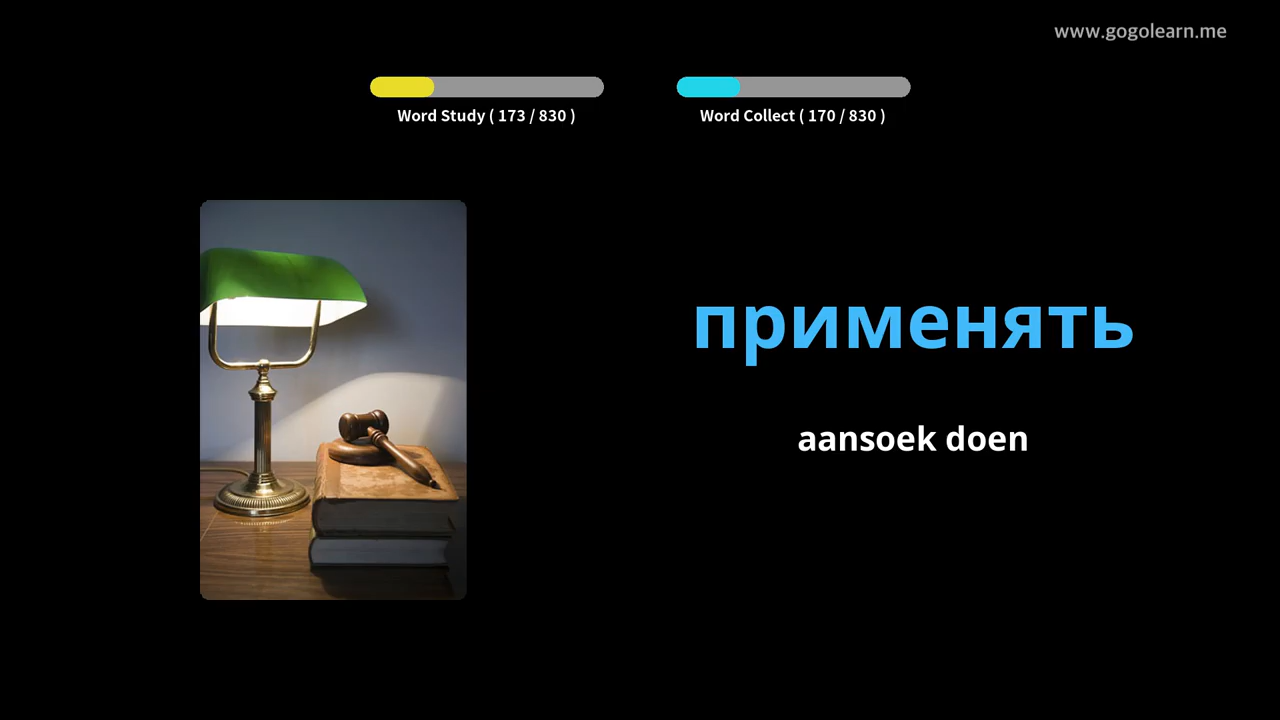 www.gogolearn.me
Word Study ( 173 / 830 )
Word Collect ( 170 / 830 )
применять
aansoek doen